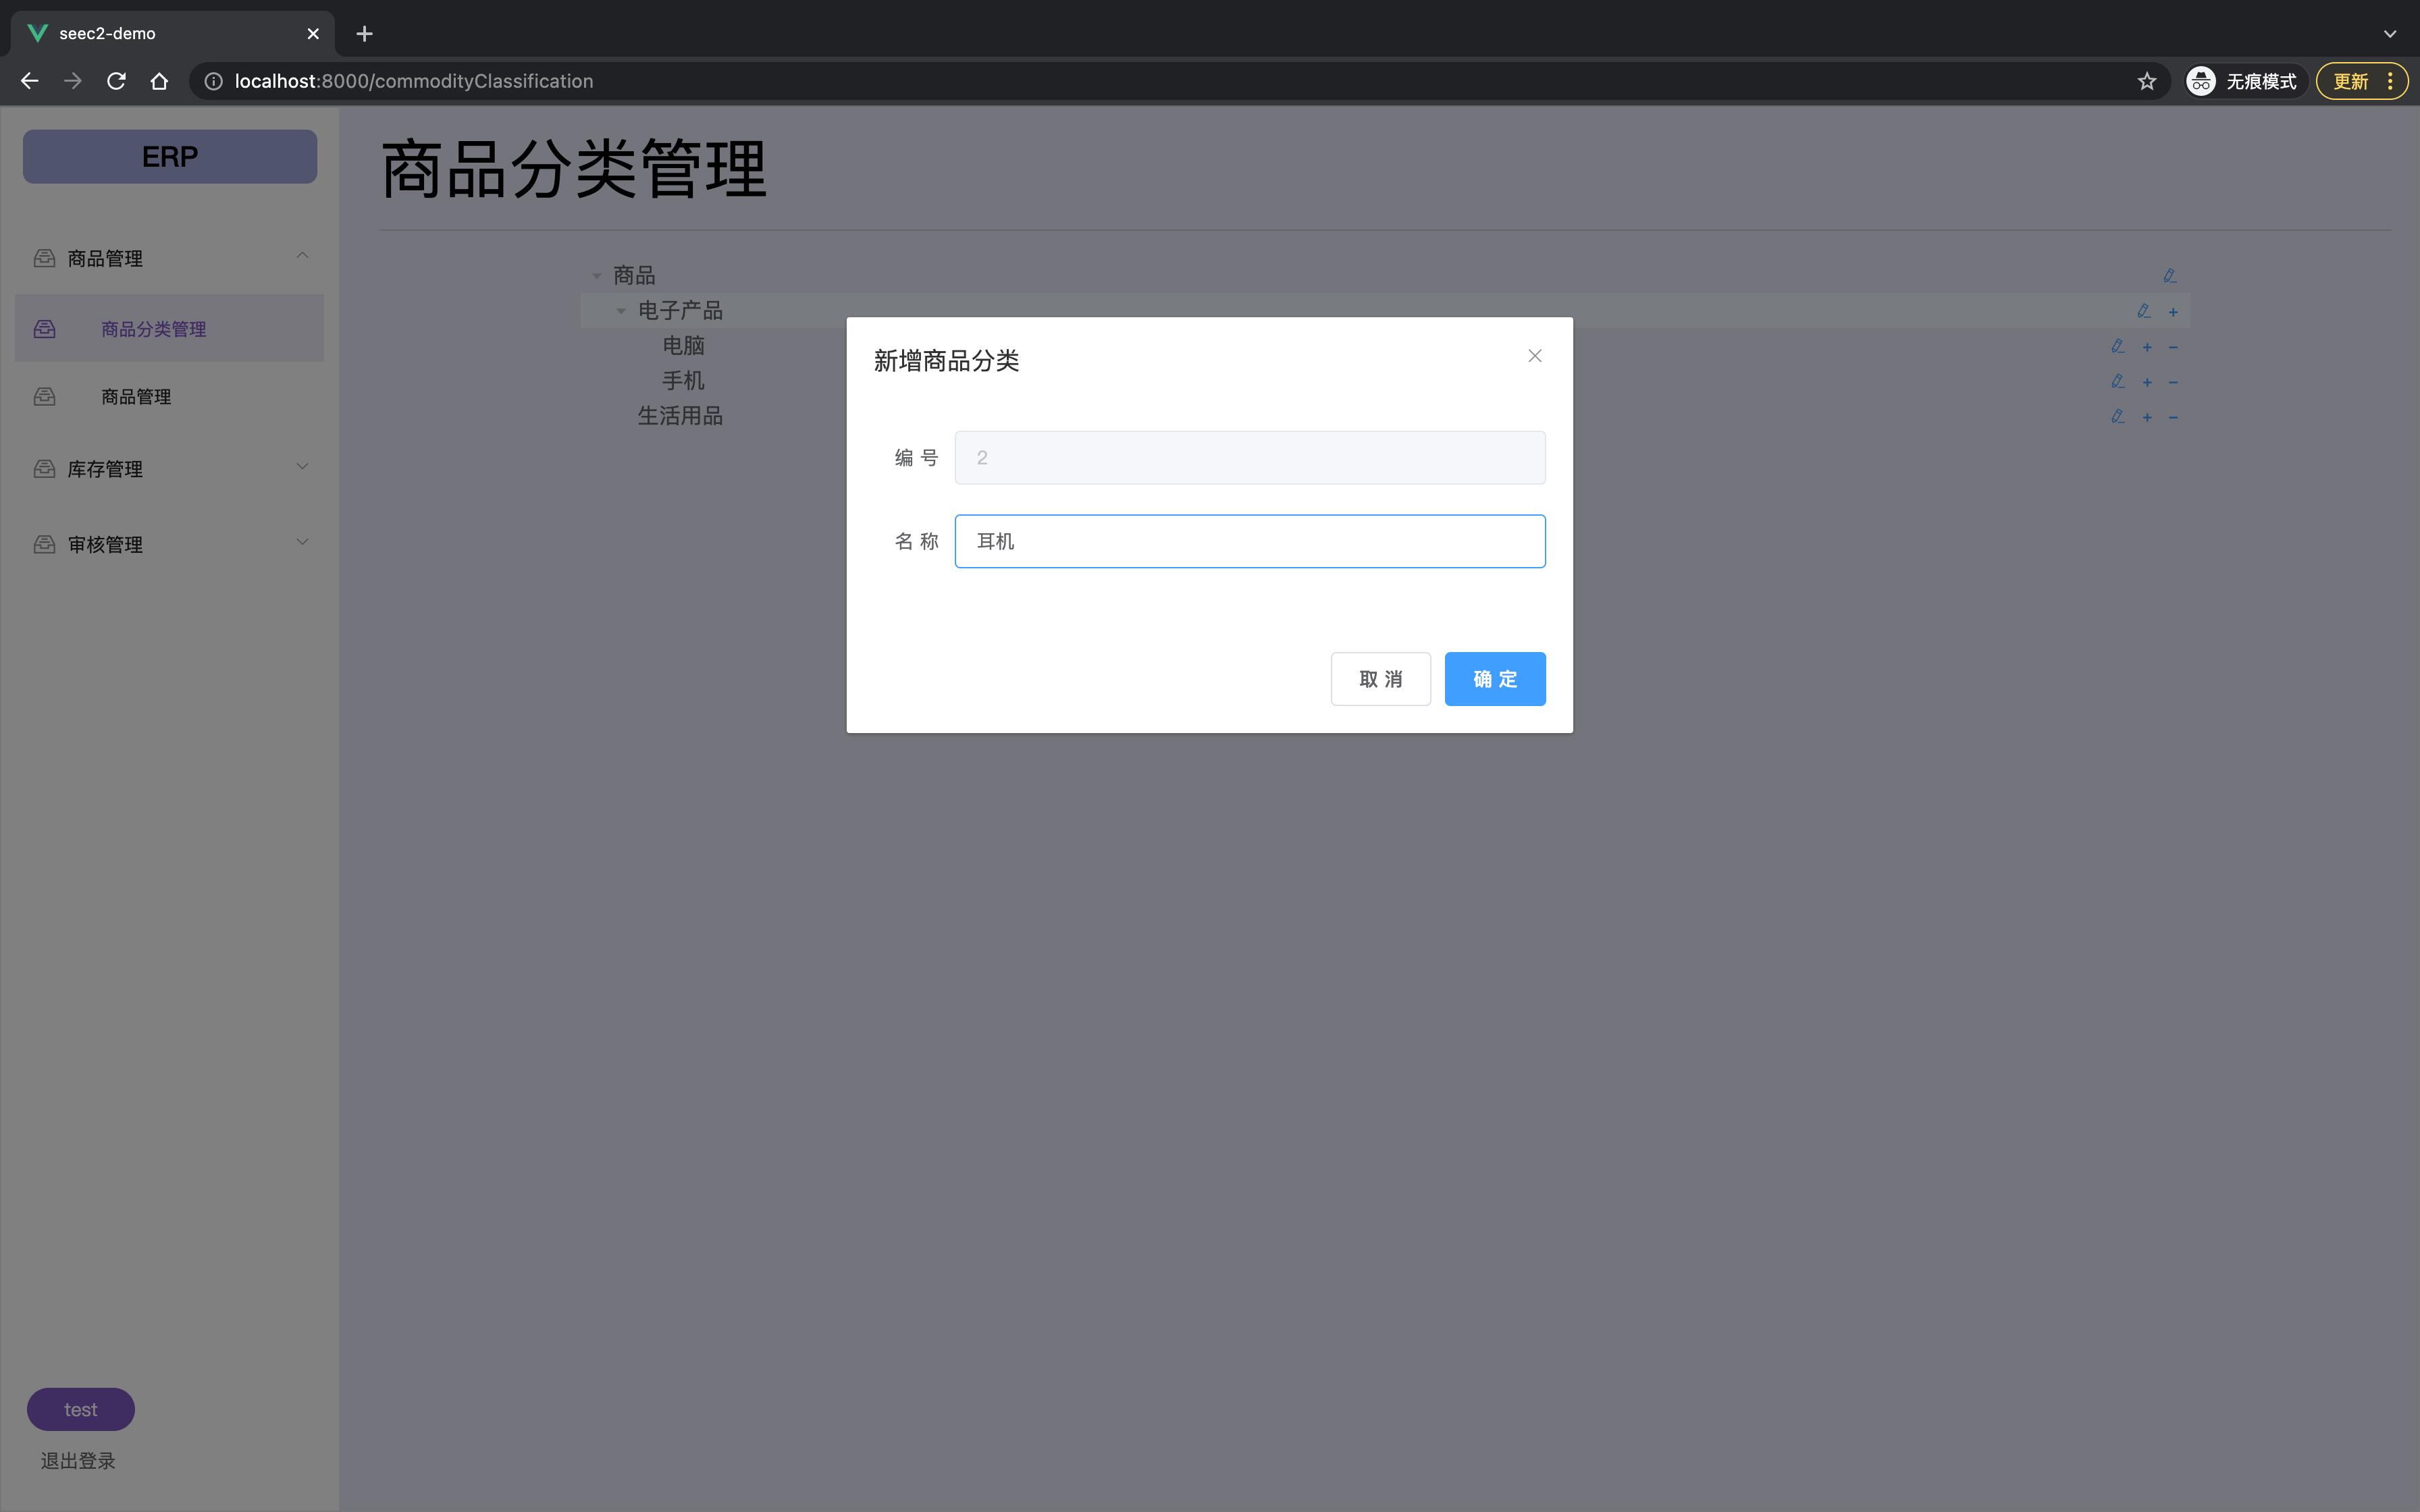 seec2-demo
localhost:8000/commodityClassification
无痕模式
更新
ERP
商品管理
商品分类管理
商品管理
库存管理
审核管理
test
退出登录
商品分类管理
商品
电子产品
电脑
手机
生活用品
新增商品分类
编 号
2
名 称
耳机
取 消
确 定